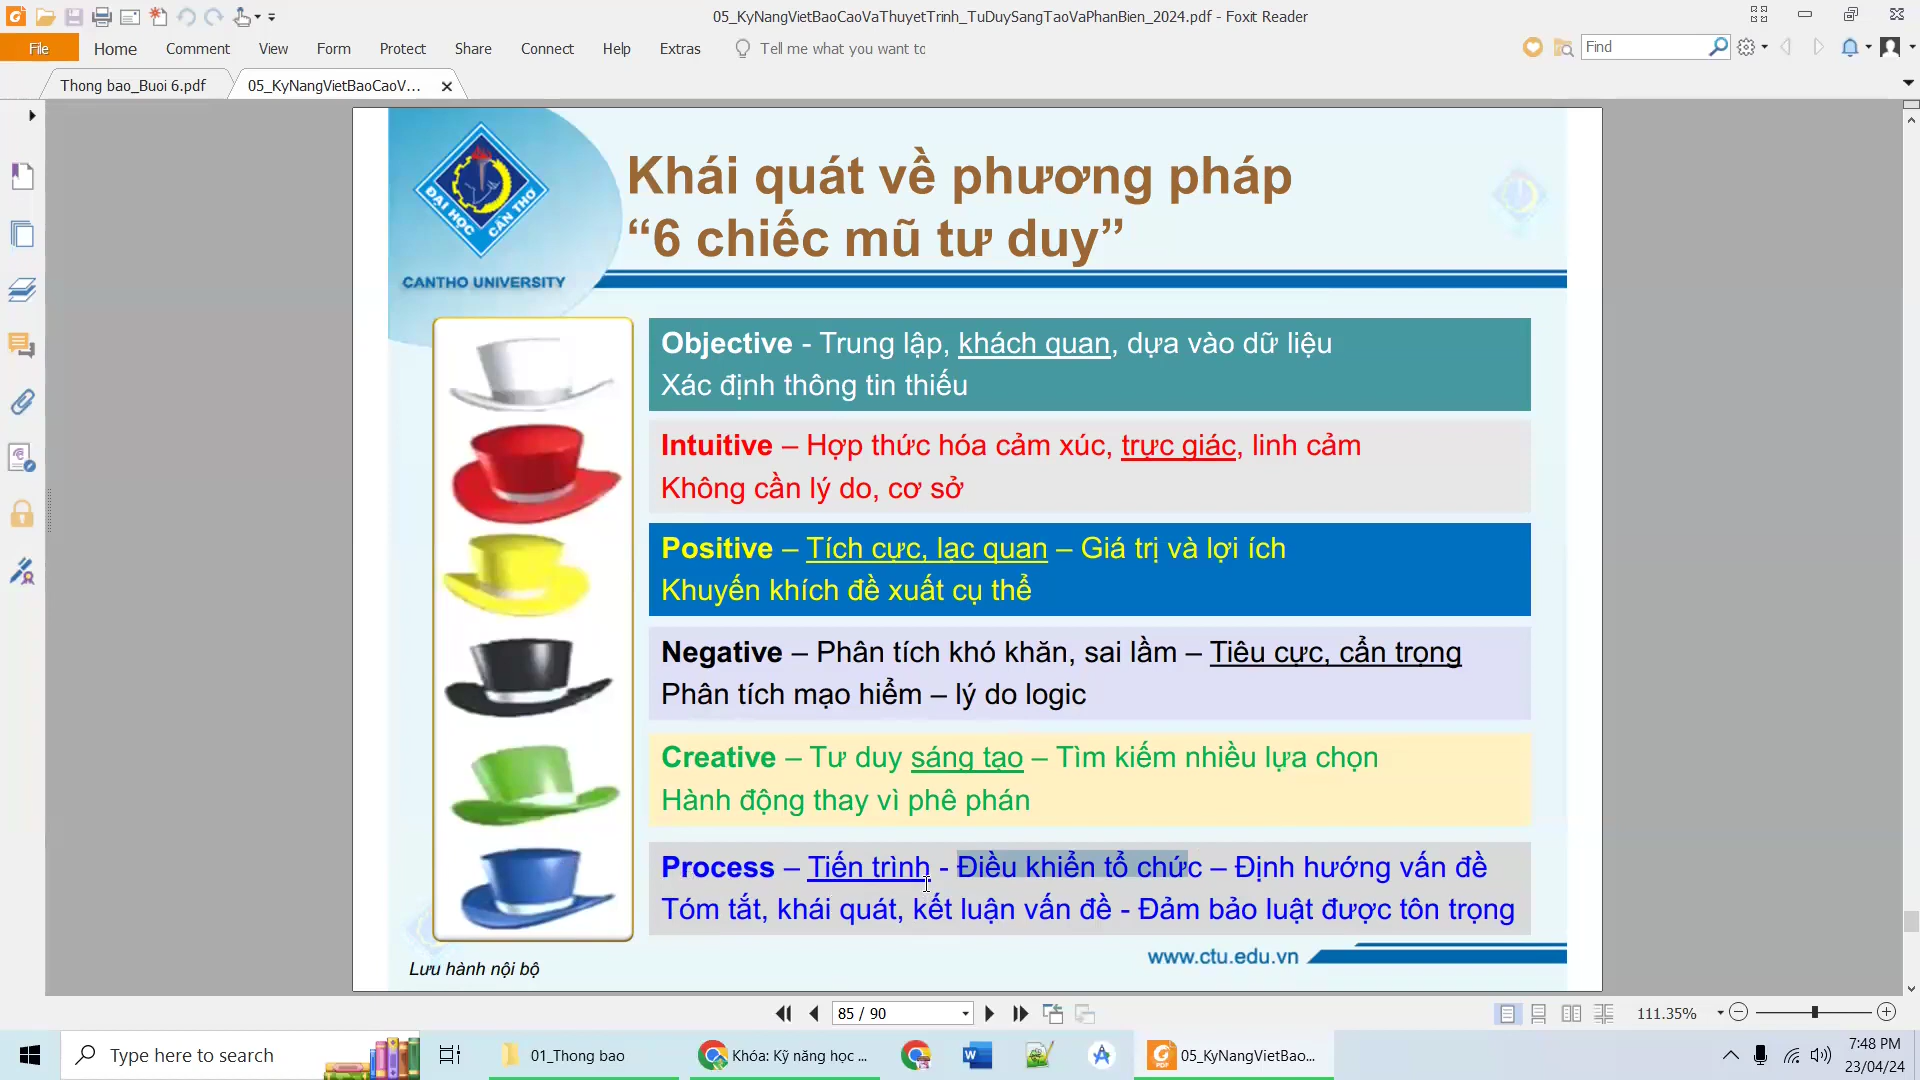 05_KyNangVietBaoCaoVaThuyetTrinh_TuDuySangTaoVaPhanBien_2024.pdf - Foxit Reader
File Home Comment View Form Protect Share Connect Help Extras Tell me what you want to Find
Thong bao_Buoi 6.pdf 05_KyNangVietBaoCaoV...
ĐẠI HỌC CẦN THƠ
CANTHO UNIVERSITY
Khái quát về phương pháp
“6 chiếc mũ tư duy”
Objective - Trung lập, khách quan, dựa vào dữ liệu
Xác định thông tin thiếu
Intuitive – Hợp thức hóa cảm xúc, trực giác, linh cảm
Không cần lý do, cơ sở
Positive – Tích cực, lạc quan – Giá trị và lợi ích
Khuyến khích đề xuất cụ thể
Negative – Phân tích khó khăn, sai lầm – Tiêu cực, cẩn trọng
Phân tích mạo hiểm – lý do logic
Creative – Tư duy sáng tạo – Tìm kiếm nhiều lựa chọn
Hành động thay vì phê phán
Process – Tiến trình - Điều khiển tổ chức – Định hướng vấn đề
Tóm tắt, khái quát, kết luận vấn đề - Đảm bảo luật được tôn trọng
www.ctu.edu.vn
Lưu hành nội bộ
85 / 90
111.35%
Type here to search
01_Thong bao
Khóa: Kỹ năng học ...
05_KyNangVietBao...
7:48 PM
23/04/24